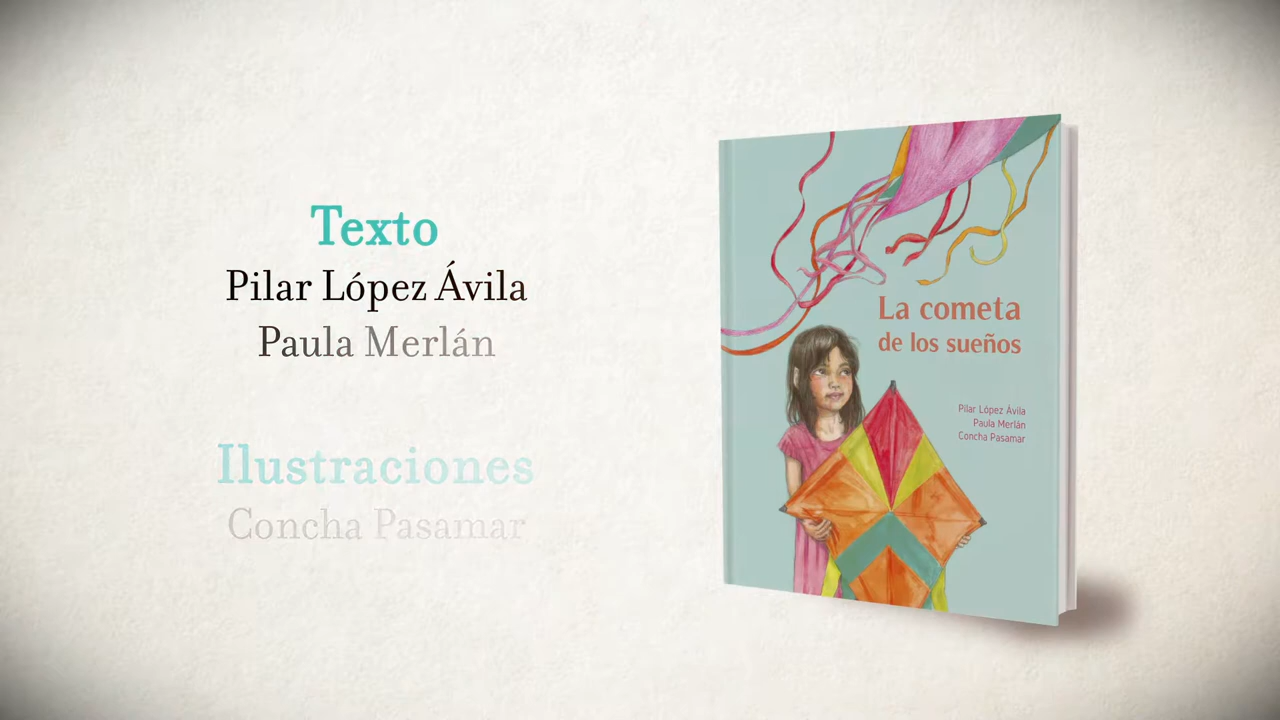 Texto
Pilar López Ávila
Paula Merlán
Ilustraciones
Concha Pasamar
La cometa
de los sueños
Pilar López Ávila
Paula Merlán
Concha Pasamar